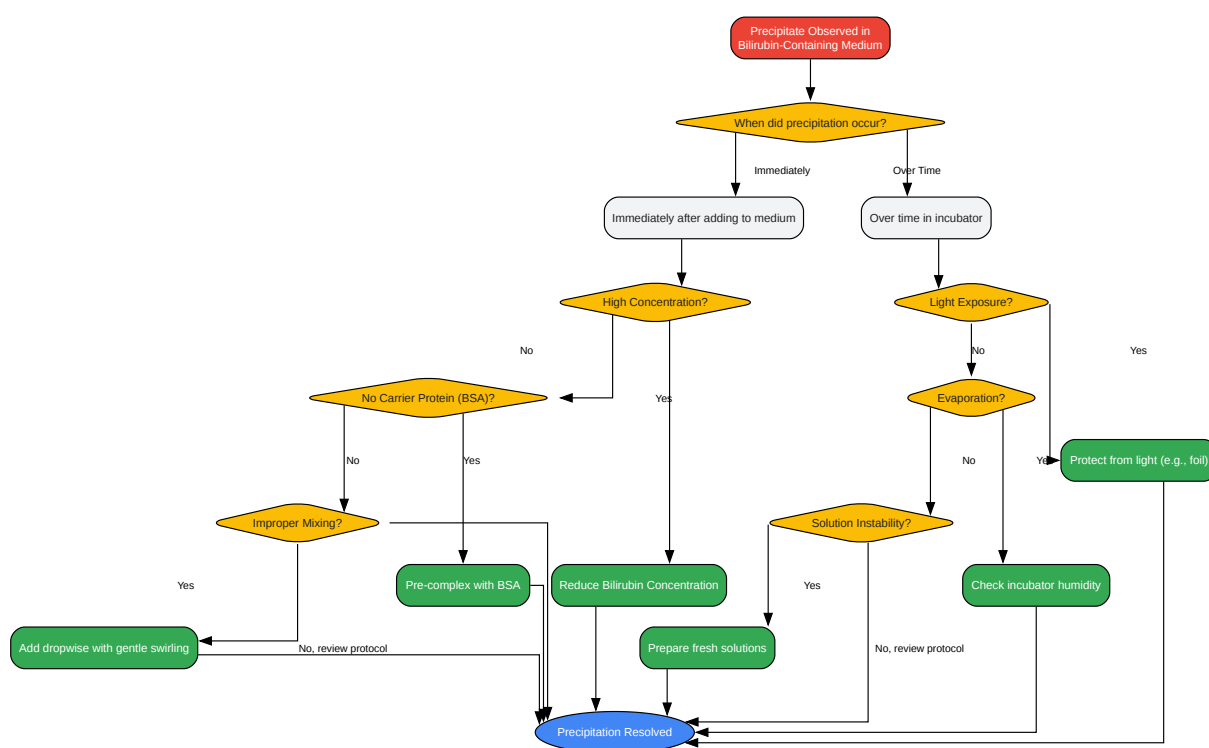 Precipitate Observed in
Bilirubin-Containing Medium
When did precipitation occur?
Immediately
Over Time
Immediately after adding to medium
Over time in incubator
High Concentration?
Light Exposure?
No
No
Yes
No Carrier Protein (BSA)?
Yes
Evaporation?
No
Yes
No
Yes
Protect from light (e.g., foil)
Improper Mixing?
Solution Instability?
Yes
Pre-complex with BSA
Reduce Bilirubin Concentration
Yes
Check incubator humidity
Add dropwise with gentle swirling
No, review protocol
Prepare fresh solutions
No, review protocol
Precipitation Resolved